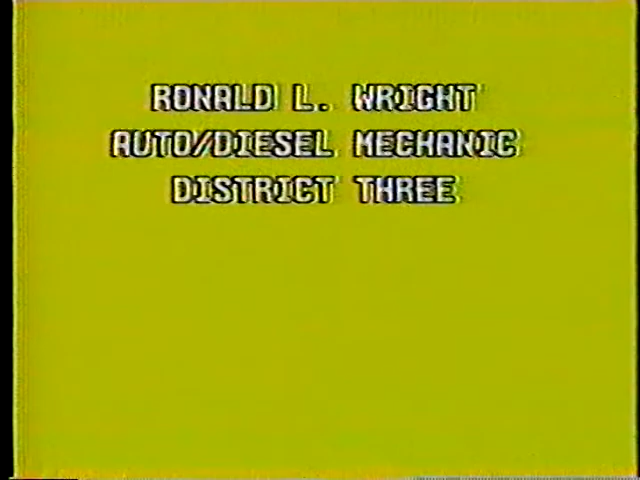 RONALD L. WRIGHT
AUTO/DIESEL MECHANIC
DISTRICT THREE